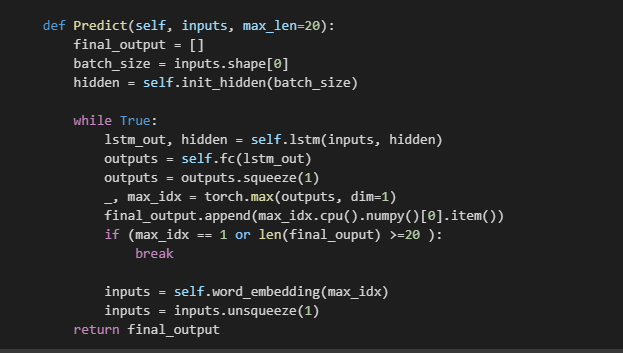 def Predict(self, inputs, max_len=20):
    final_output = []
    batch_size = inputs.shape[0]
    hidden = self.init_hidden(batch_size)

    while True:
        lstm_out, hidden = self.lstm(inputs, hidden)
        outputs = self.fc(lstm_out)
        outputs = outputs.squeeze(1)
        _, max_idx = torch.max(outputs, dim=1)
        final_output.append(max_idx.cpu().numpy()[0].item())
        if (max_idx == 1 or len(final_ouput) >=20 ):
            break

        inputs = self.word_embedding(max_idx)
        inputs = inputs.unsqueeze(1)
    return final_output